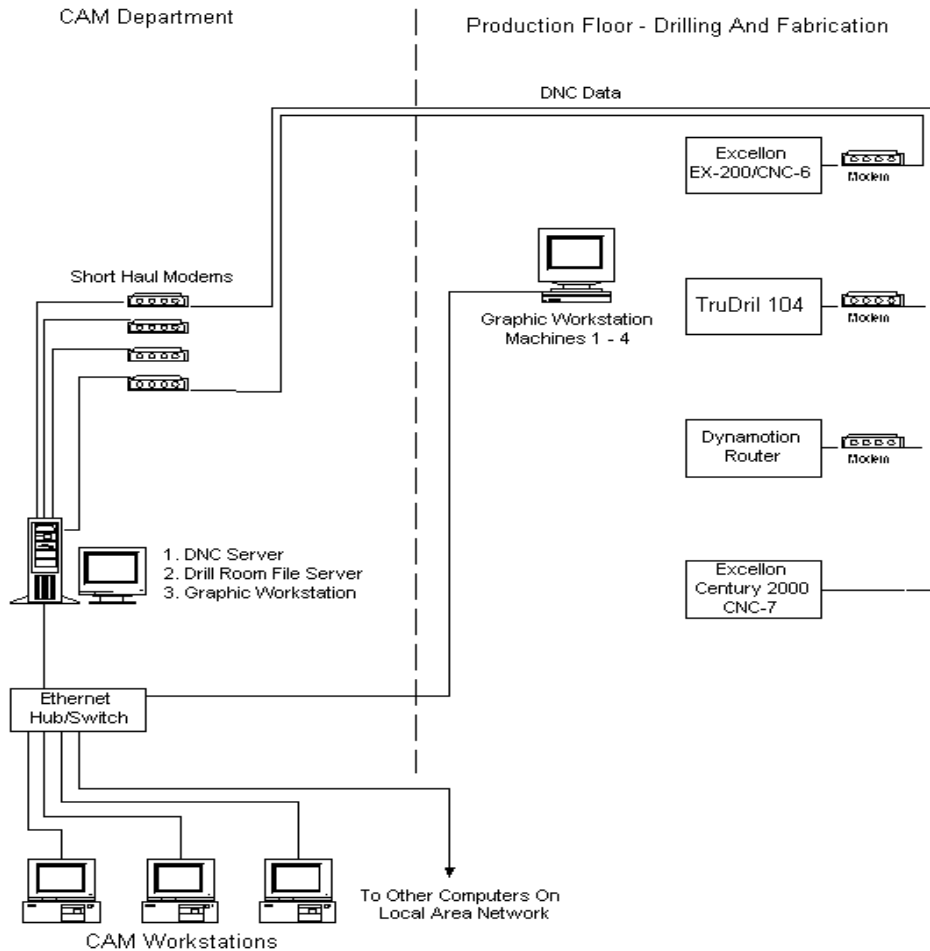 CAM Department
Production Floor - Drilling And Fabrication
DNC Data
Excellon
EX-200/CNC-6
Modem
Short Haul Modems
TruDril 104
Modem
Graphic Workstation
Machines 1 - 4
Dynamotion
Router
Modem
1. DNC Server
2. Drill Room File Server
3. Graphic Workstation
Excellon
Century 2000
CNC-7
Ethernet
Hub/Switch
To Other Computers On
Local Area Network
CAM Workstations